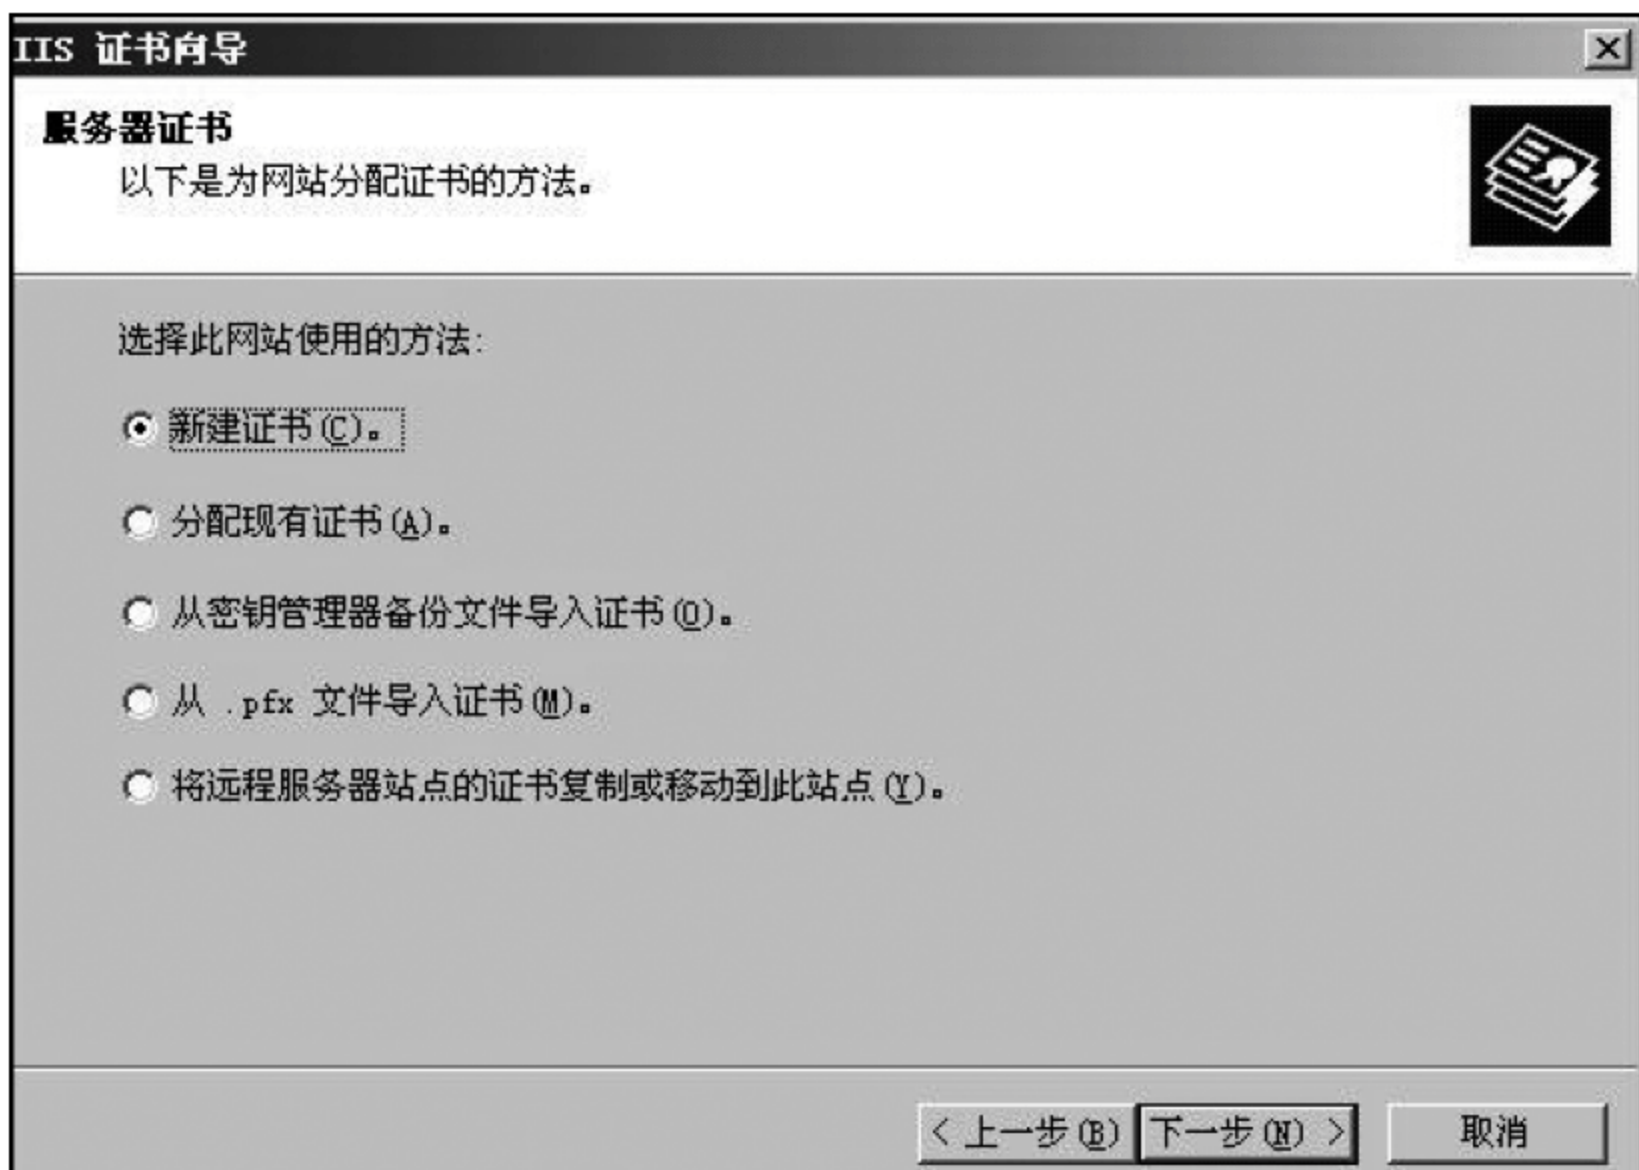 IIS 证书向导
服务器证书
以下是为网站分配证书的方法。
选择此网站使用的方法:
新建证书(C)。
分配现有证书(A)。
从密钥管理器备份文件导入证书(O)。
从 .pfx 文件导入证书(M)。
将远程服务器站点的证书复制或移动到此站点(Y)。
< 上一步(B) 下一步(N) > 取消